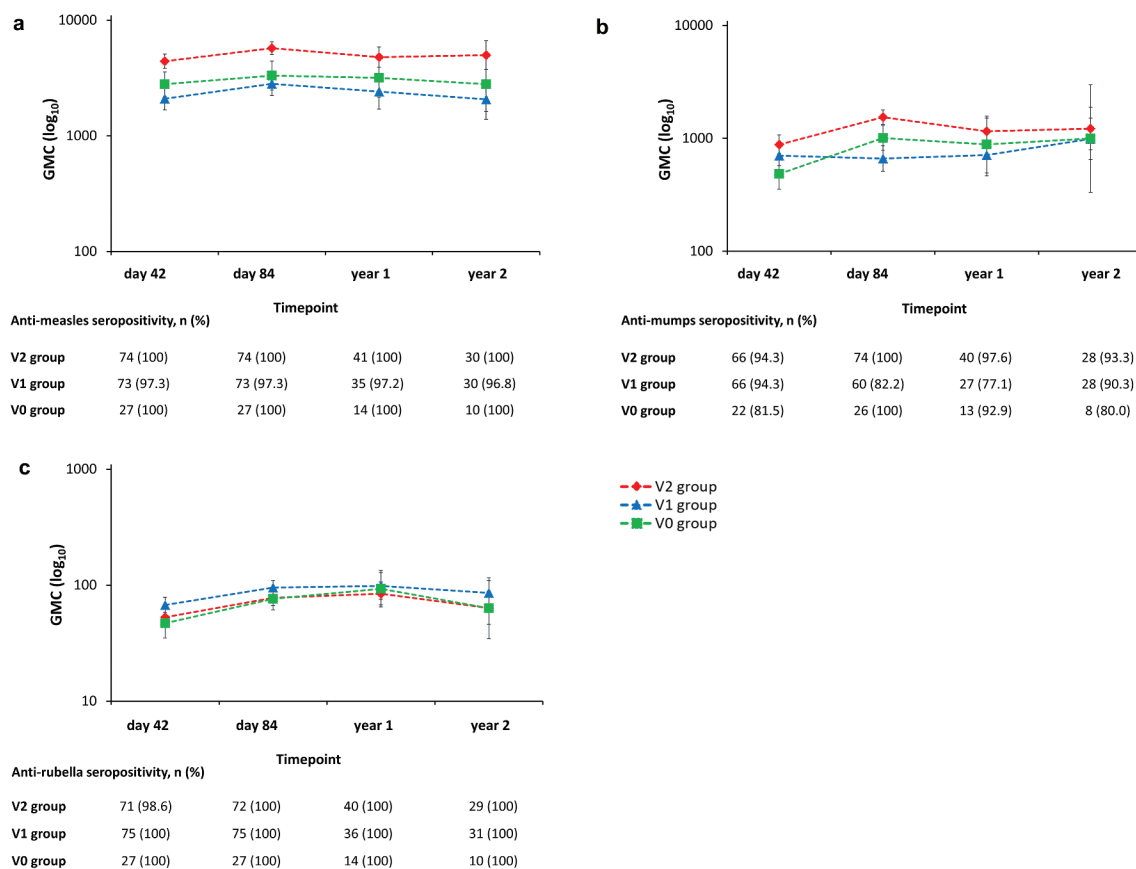 a
10000
1000
100
GMC (log10)
day 42 day 84 year 1 year 2
Timepoint
Anti-measles seropositivity, n (%)
V2 group 74 (100) 74 (100) 41 (100) 30 (100)
V1 group 73 (97.3) 73 (97.3) 35 (97.2) 30 (96.8)
V0 group 27 (100) 27 (100) 14 (100) 10 (100)
b
10000
1000
100
GMC (log10)
day 42 day 84 year 1 year 2
Timepoint
Anti-mumps seropositivity, n (%)
V2 group 66 (94.3) 74 (100) 40 (97.6) 28 (93.3)
V1 group 66 (94.3) 60 (82.2) 27 (77.1) 28 (90.3)
V0 group 22 (81.5) 26 (100) 13 (92.9) 8 (80.0)
c
1000
100
10
GMC (log10)
day 42 day 84 year 1 year 2
Timepoint
Anti-rubella seropositivity, n (%)
V2 group 71 (98.6) 72 (100) 40 (100) 29 (100)
V1 group 75 (100) 75 (100) 36 (100) 31 (100)
V0 group 27 (100) 27 (100) 14 (100) 10 (100)
V2 group
V1 group
V0 group